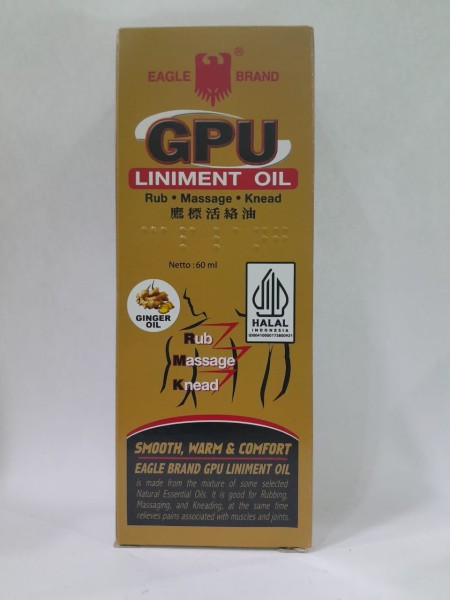 EAGLE BRAND ®
GPU
LINIMENT OIL
Rub • Massage • Knead
鷹標活絡油
Netto : 60 ml
GINGER OIL
HALAL
INDONESIA
Rub
Massage
Knead
SMOOTH, WARM & COMFORT
EAGLE BRAND GPU LINIMENT OIL
is made from the mixture of some selected
Natural Essential Oils. It is good for Rubbing,
Massaging, and Kneading, at the same time
relieves pains associated with muscles and joints.